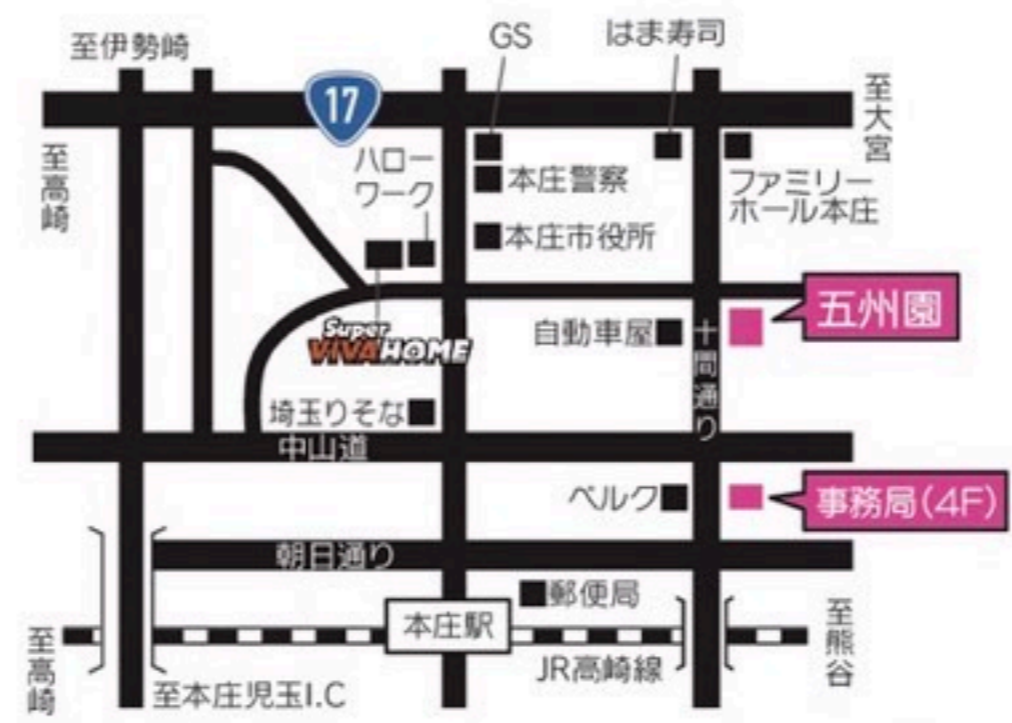 至伊勢崎
GS
はま寿司
17
至大宮
至高崎
ハロー
ワーク
本庄警察
ファミリー
ホール本庄
本庄市役所
五州園
Super
VIVAHOME
自動車屋
十間通り
埼玉りそな
中山道
ベルク
事務局(4F)
朝日通り
郵便局
本庄駅
至熊谷
至高崎
JR高崎線
至本庄児玉I.C